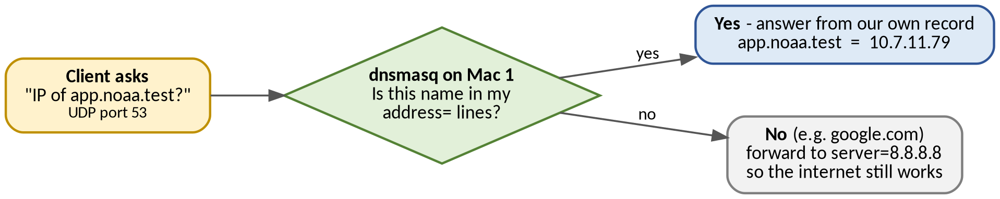 Client asks
"IP of app.noaa.test?"
UDP port 53
dnsmasq on Mac 1
Is this name in my
address= lines?
yes
Yes - answer from our own record
app.noaa.test = 10.7.11.79
no
No (e.g. google.com)
forward to server=8.8.8.8
so the internet still works